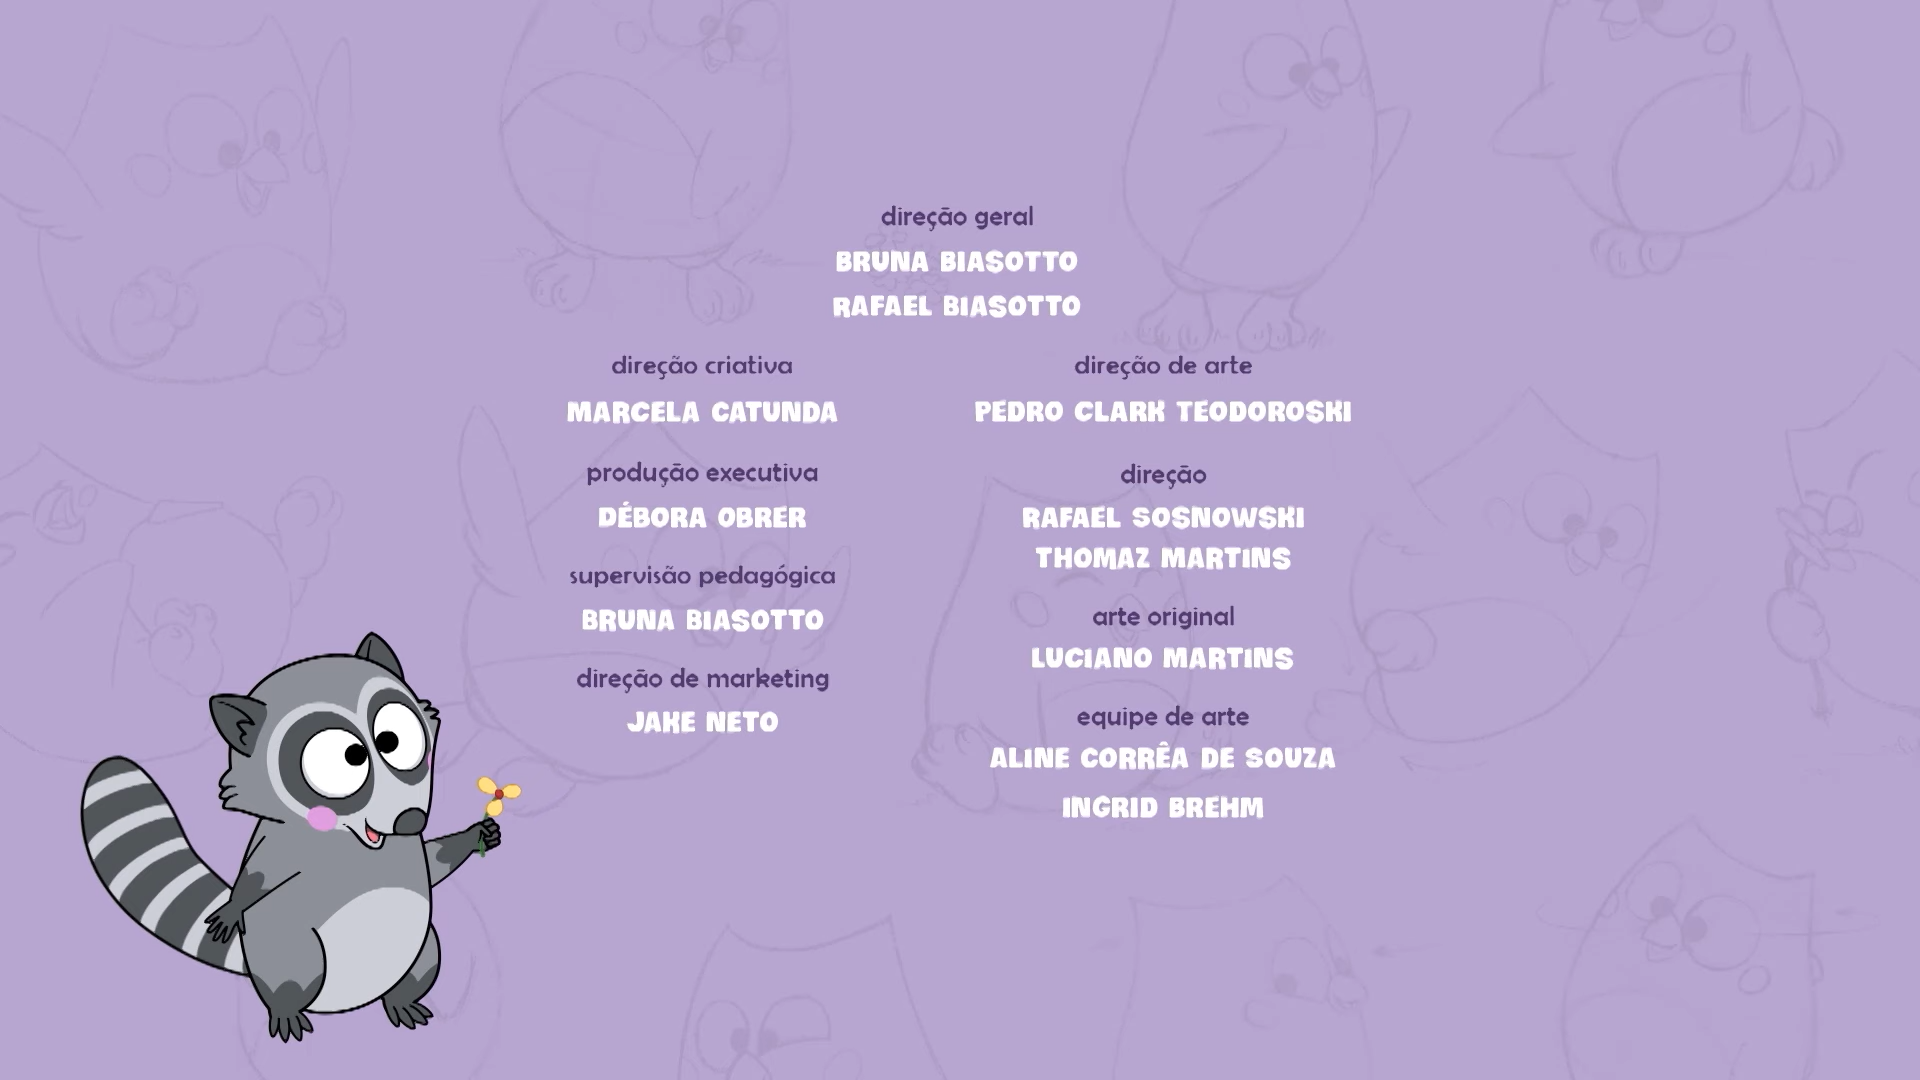 direção geral
BRUNA BIASOTTO
RAFAEL BIASOTTO
direção criativa
MARCELA CATUNDA
produção executiva
DÉBORA OBRER
supervisão pedagógica
BRUNA BIASOTTO
direção de marketing
JAKE NETO
direção de arte
PEDRO CLARK TEODOROSKI
direção
RAFAEL SOSNOWSKI
THOMAZ MARTINS
arte original
LUCIANO MARTINS
equipe de arte
ALINE CORRÊA DE SOUZA
INGRID BREHM